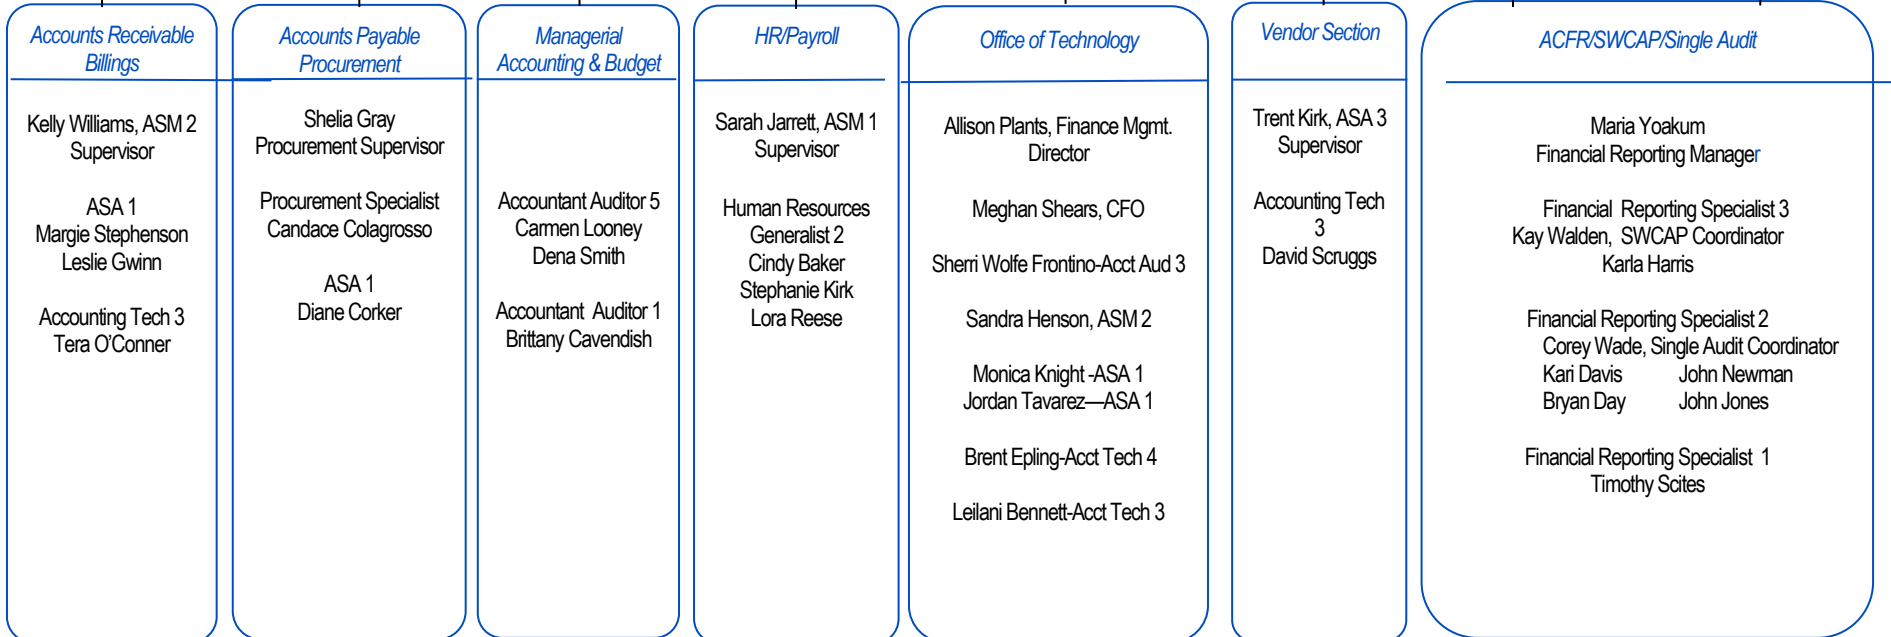 Accounts Receivable
Billings
Kelly Williams, ASM 2
Supervisor
ASA 1
Margie Stephenson
Leslie Gwinn
Accounting Tech 3
Tera O’Conner
Accounts Payable
Procurement
Shelia Gray
Procurement Supervisor
Procurement Specialist
Candace Colagrosso
ASA 1
Diane Corker
Managerial
Accounting & Budget
Accountant Auditor 5
Carmen Looney
Dena Smith
Accountant Auditor 1
Brittany Cavendish
HR/Payroll
Sarah Jarrett, ASM 1
Supervisor
Human Resources
Generalist 2
Cindy Baker
Stephanie Kirk
Lora Reese
Office of Technology
Allison Plants, Finance Mgmt.
Director
Meghan Shears, CFO
Sherri Wolfe Frontino-Acct Aud 3
Sandra Henson, ASM 2
Monica Knight -ASA 1
Jordan Tavarez—ASA 1
Brent Epling-Acct Tech 4
Leilani Bennett-Acct Tech 3
Vendor Section
Trent Kirk, ASA 3
Supervisor
Accounting Tech
3
David Scruggs
ACFR/SWCAP/Single Audit
Maria Yoakum
Financial Reporting Manager
Financial Reporting Specialist 3
Kay Walden, SWCAP Coordinator
Karla Harris
Financial Reporting Specialist 2
Corey Wade, Single Audit Coordinator
Kari Davis John Newman
Bryan Day John Jones
Financial Reporting Specialist 1
Timothy Scites